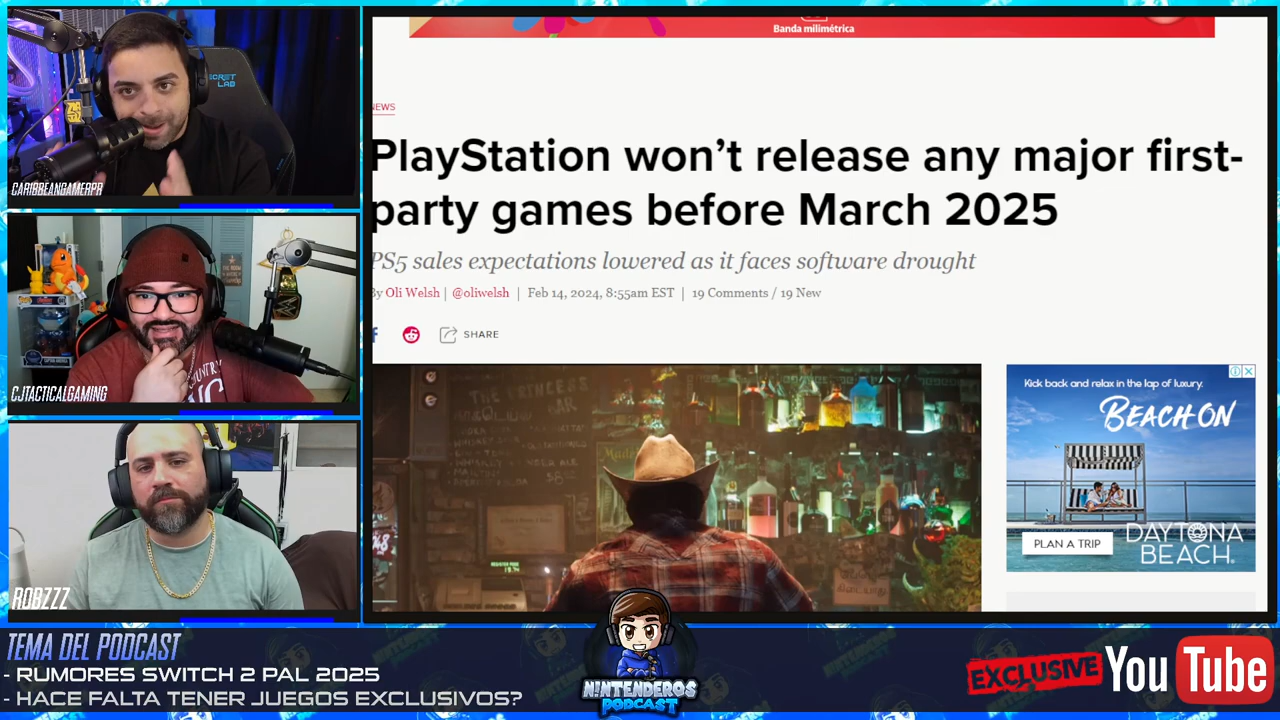 SECRET
LAB
CARIBBEANGAMERPR
CJTACTICALGAMING
ROBZZZ
Banda milimétrica
NEWS
PlayStation won't release any major first-
party games before March 2025
PS5 sales expectations lowered as it faces software drought
By Oli Welsh | @oliwelsh | Feb 14, 2024, 8:55am EST | 19 Comments / 19 New
SHARE
Kick back and relax in the lap of luxury.
BEACH ON
PLAN A TRIP
DAYTONA
BEACH
TEMA DEL PODCAST
- RUMORES SWITCH 2 PAL 2025
- HACE FALTA TENER JUEGOS EXCLUSIVOS?
NINTENDEROS
PODCAST
EXCLUSIVE
YouTube